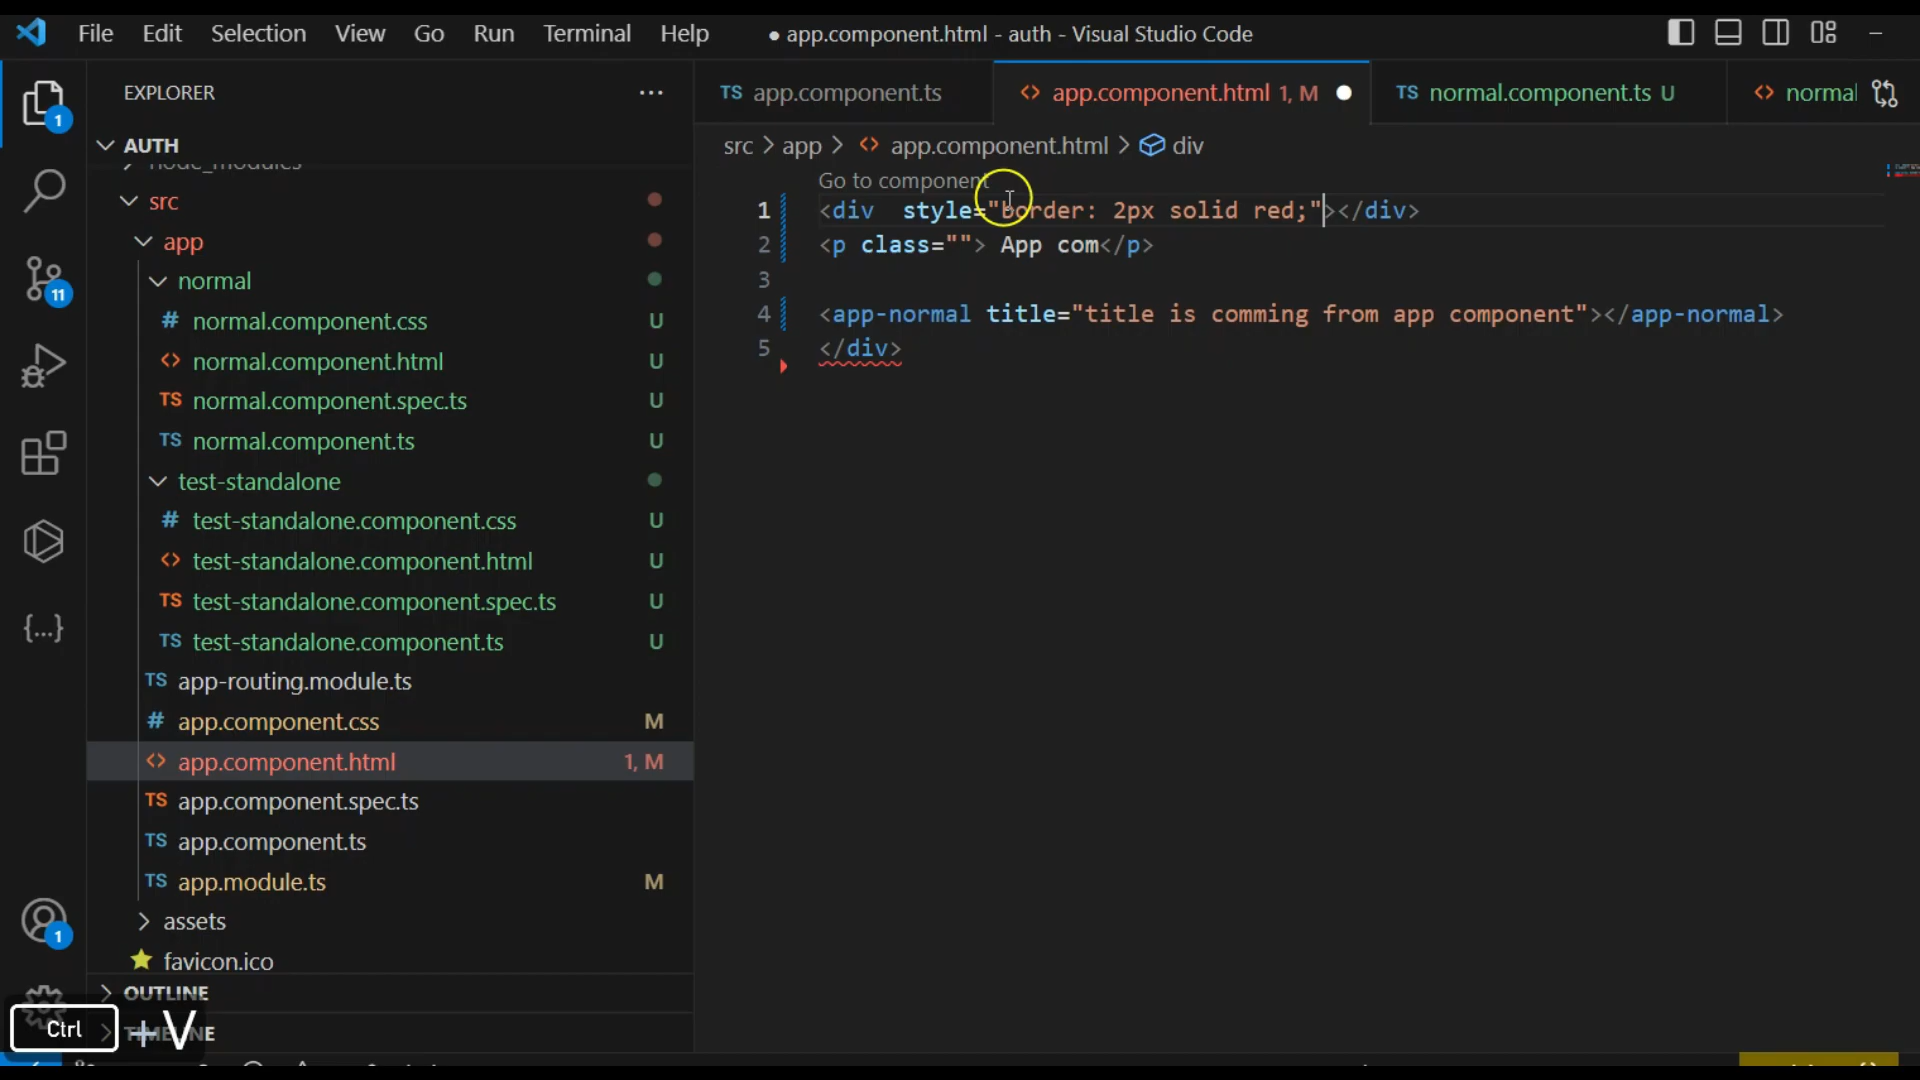 File Edit Selection View Go Run Terminal Help
● app.component.html - auth - Visual Studio Code
EXPLORER
TS app.component.ts
<> app.component.html 1, M
TS normal.component.ts U
<> normal
1
AUTH
src > app > <> app.component.html > div
node_modules
Go to component
src
1 <div  style="border: 2px solid red;"></div>
app
2 <p class=""> App com</p>
normal
3
11
# normal.component.css U
4 <app-normal title="title is comming from app component"></app-normal>
<> normal.component.html U
5 </div>
TS normal.component.spec.ts U
TS normal.component.ts U
test-standalone
# test-standalone.component.css U
<> test-standalone.component.html U
TS test-standalone.component.spec.ts U
{...}
TS test-standalone.component.ts U
TS app-routing.module.ts
# app.component.css M
<> app.component.html 1, M
TS app.component.spec.ts
TS app.component.ts
TS app.module.ts M
1
assets
favicon.ico
OUTLINE
TIMELINE
Ctrl +V